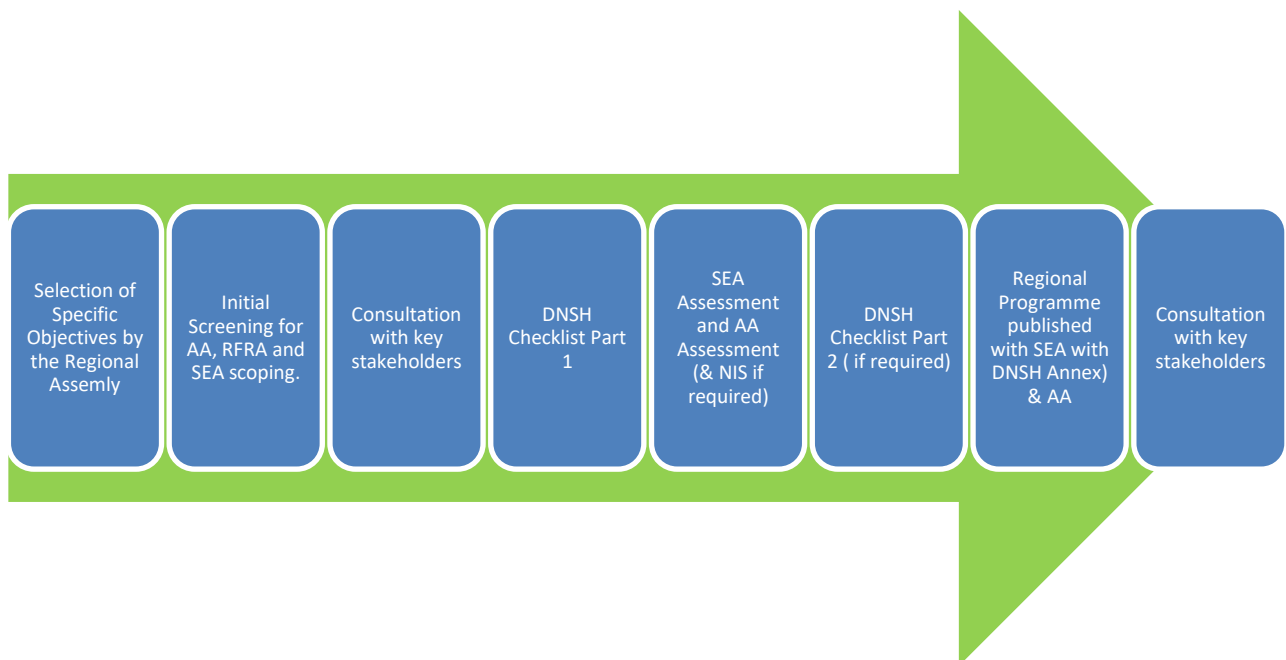 Selection of
Specific
Objectives by
the Regional
Assemly
Initial
Screening for
AA, RFRA and
SEA scoping.
Consultation
with key
stakeholders
DNSH
Checklist Part
1
SEA
Assessment
and AA
Assessment
(& NIS if
required)
DNSH
Checklist Part
2 ( if required)
Regional
Programme
published
with SEA with
DNSH Annex)
& AA
Consultation
with key
stakeholders